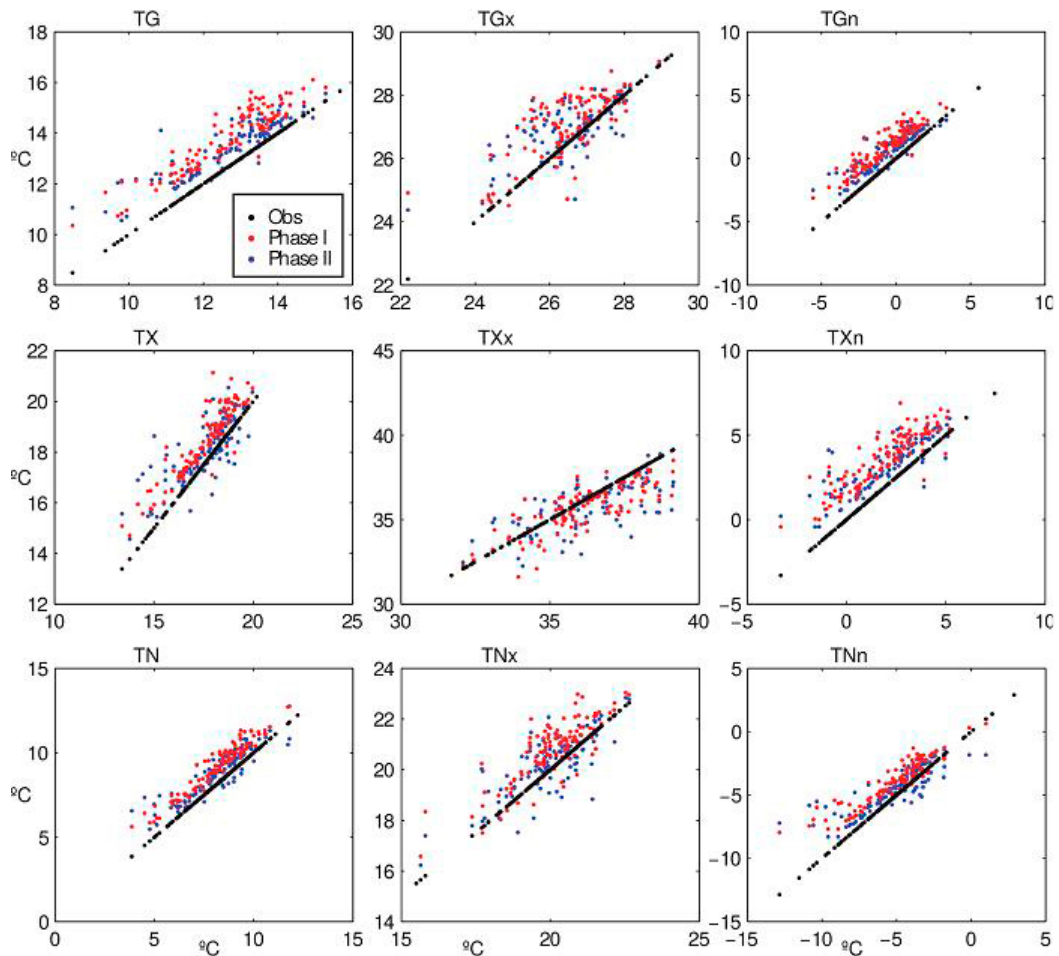 TG TGx TGn
18 30 10
16 28 5
14
ºC 26 0
12
Obs 24 -5
10 Phase I
Phase II
8 22 -10
8 10 12 14 16 22 24 26 28 30 -10 -5 0 5 10
TX TXx TXn
22 45 10
20
40 5
18
ºC
16 35 0
14
12 30 -5
10 15 20 25 30 35 40 -5 0 5 10
TN TNx TNn
15 24 5
22 0
10
ºC 20 -5
5 18
16 -10
0 14 -15
0 5 10 15 15 ºC 20 25 -15 -10 ºC -5 0 5